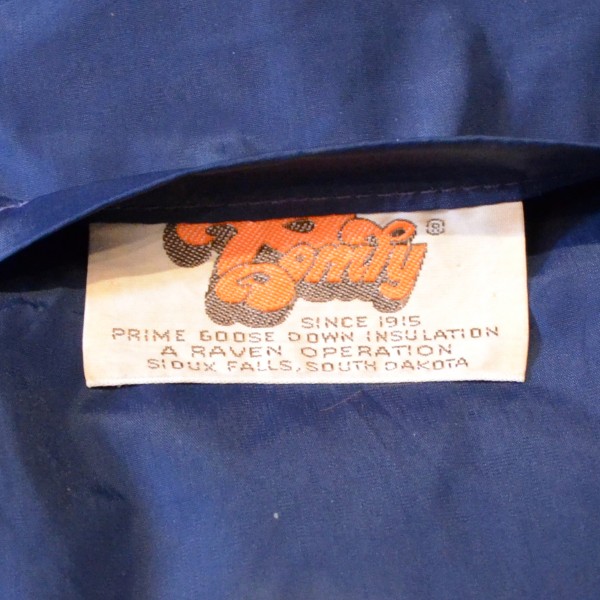 Comfy ®
SINCE 1915
PRIME GOOSE DOWN INSULATION
A RAVEN OPERATION
SIOUX FALLS, SOUTH DAKOTA